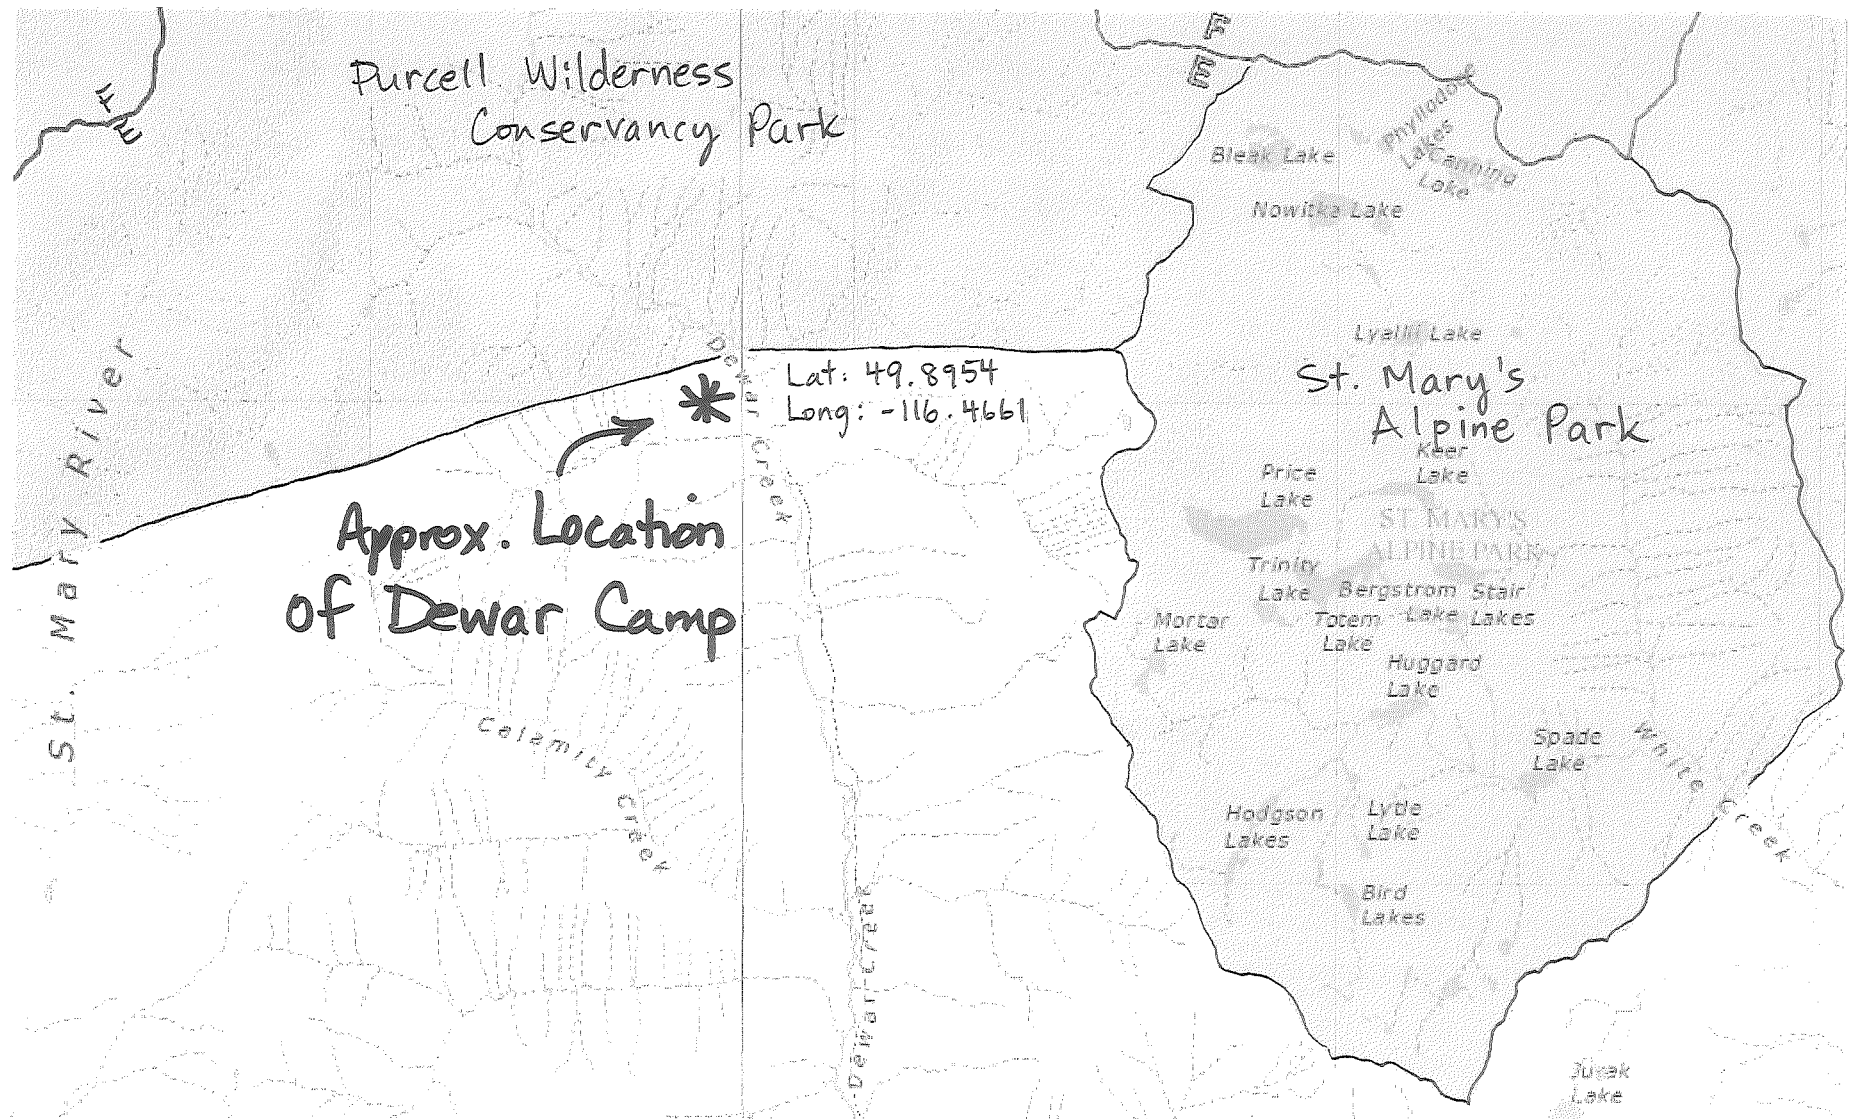 F
E
Purcell Wilderness
Conservancy Park
F
E
Phyllodoce
Lakes
Canning
Lake
Bleak Lake
Nowitka Lake
St. Mary River
Dewar Creek
Lat: 49.8954
Long: -116.4661
Lyallii Lake
St. Mary's
Alpine Park
Keer
Lake
Price
Lake
ST. MARY'S
ALPINE PARK
Approx. Location
of Dewar Camp
Trinity
Lake
Bergstrom
Lake
Stair
Lakes
Mortar
Lake
Totem
Lake
Huggard
Lake
Calamity Creek
Spade
Lake
White Creek
Hodgson
Lakes
Lytle
Lake
Bird
Lakes
Dewar Creek
Jurak
Lake